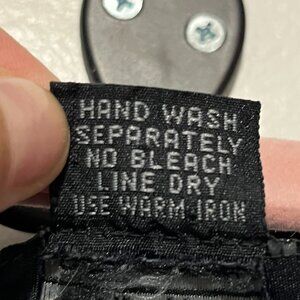 HAND WASH
SEPARATELY
NO BLEACH
LINE DRY
USE WARM IRON